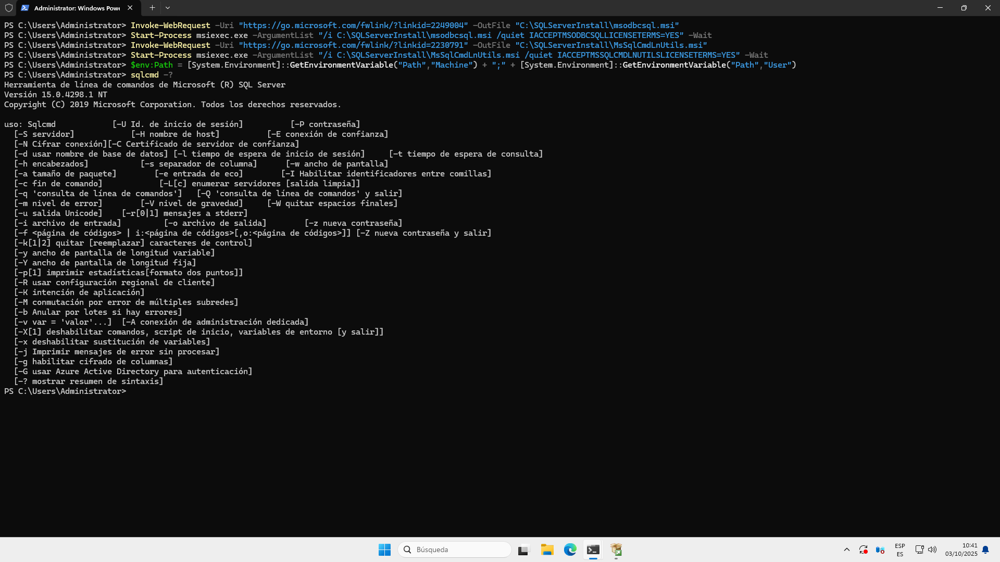 Administrator: Windows Powe
PS C:\Users\Administrator> Invoke-WebRequest -Uri "https://go.microsoft.com/fwlink/?linkid=2249004" -OutFile "C:\SQLServerInstall\msodbcsql.msi"
PS C:\Users\Administrator> Start-Process msiexec.exe -ArgumentList "/i C:\SQLServerInstall\msodbcsql.msi /quiet IACCEPTMSODBCSQLLICENSETERMS=YES" -Wait
PS C:\Users\Administrator> Invoke-WebRequest -Uri "https://go.microsoft.com/fwlink/?linkid=2230791" -OutFile "C:\SQLServerInstall\MsSqlCmdLnUtils.msi"
PS C:\Users\Administrator> Start-Process msiexec.exe -ArgumentList "/i C:\SQLServerInstall\MsSqlCmdLnUtils.msi /quiet IACCEPTMSSQLCMDLNUTILSLICENSETERMS=YES" -Wait
PS C:\Users\Administrator> $env:Path = [System.Environment]::GetEnvironmentVariable("Path","Machine") + ";" + [System.Environment]::GetEnvironmentVariable("Path","User")
PS C:\Users\Administrator> sqlcmd -?
Herramienta de línea de comandos de Microsoft (R) SQL Server
Versión 15.0.4298.1 NT
Copyright (C) 2019 Microsoft Corporation. Todos los derechos reservados.
uso: Sqlcmd            [-U Id. de inicio de sesión]          [-P contraseña]
  [-S servidor]            [-H nombre de host]          [-E conexión de confianza]
  [-N Cifrar conexión][-C Certificado de servidor de confianza]
  [-d usar nombre de base de datos] [-l tiempo de espera de inicio de sesión]     [-t tiempo de espera de consulta]
  [-h encabezados]           [-s separador de columna]      [-w ancho de pantalla]
  [-a tamaño de paquete]        [-e entrada de eco]        [-I Habilitar identificadores entre comillas]
  [-c fin de comando]            [-L[c] enumerar servidores [salida limpia]]
  [-q 'consulta de línea de comandos']   [-Q 'consulta de línea de comandos' y salir]
  [-m nivel de error]        [-V nivel de gravedad]     [-W quitar espacios finales]
  [-u salida Unicode]    [-r[0|1] mensajes a stderr]
  [-i archivo de entrada]         [-o archivo de salida]        [-z nueva contraseña]
  [-f <página de códigos> | i:<página de códigos>[,o:<página de códigos>]] [-Z nueva contraseña y salir]
  [-k[1|2] quitar [reemplazar] caracteres de control]
  [-y ancho de pantalla de longitud variable]
  [-Y ancho de pantalla de longitud fija]
  [-p[1] imprimir estadísticas[formato dos puntos]]
  [-R usar configuración regional de cliente]
  [-K intención de aplicación]
  [-M conmutación por error de múltiples subredes]
  [-b Anular por lotes si hay errores]
  [-v var = 'valor'...]  [-A conexión de administración dedicada]
  [-X[1] deshabilitar comandos, script de inicio, variables de entorno [y salir]]
  [-x deshabilitar sustitución de variables]
  [-j Imprimir mensajes de error sin procesar]
  [-g habilitar cifrado de columnas]
  [-G usar Azure Active Directory para autenticación]
  [-? mostrar resumen de sintaxis]
PS C:\Users\Administrator>
Búsqueda
ESP
ES
10:41
03/10/2025